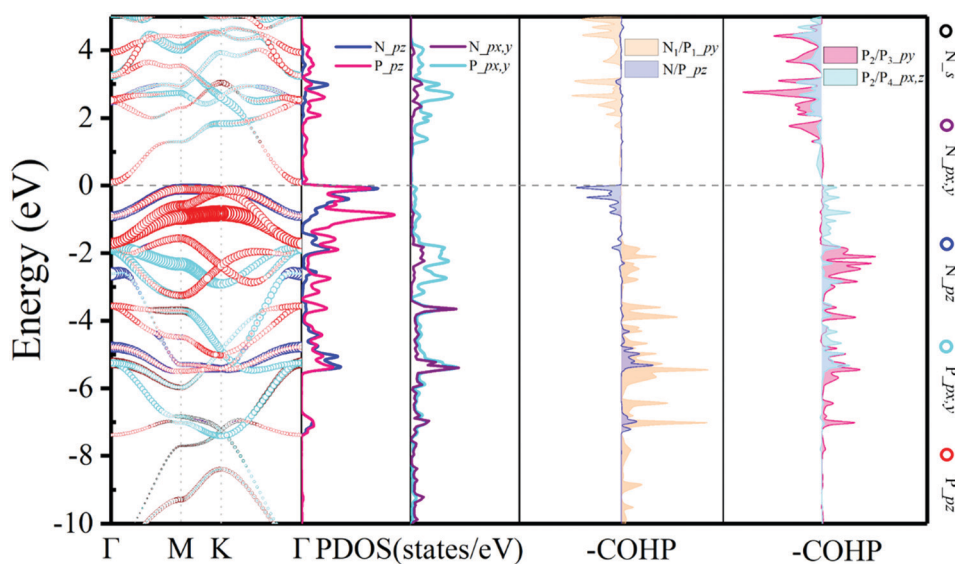 Energy (eV)
4
2
0
-2
-4
-6
-8
-10
Γ M K Γ
PDOS(states/eV)
-COHP
-COHP
N_pz
P_pz
N_px,y
P_px,y
N₁/P₁_py
N/P_pz
P₂/P₃_py
P₂/P₄_px,z
N_s
N_px,y
N_pz
P_px,y
P_pz